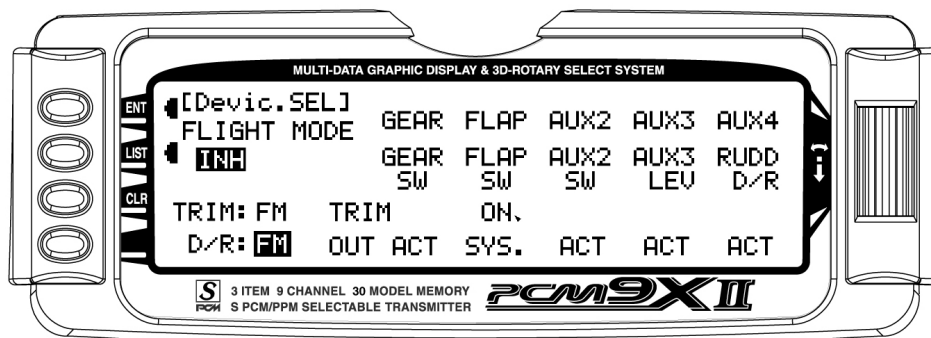 MULTI-DATA GRAPHIC DISPLAY & 3D-ROTARY SELECT SYSTEM
ENT
LIST
CLR
[Devic.SEL]
FLIGHT MODE
INH
GEAR FLAP AUX2 AUX3 AUX4
GEAR FLAP AUX2 AUX3 RUDD
SW SW SW LEV D/R
TRIM: FM TRIM ON
D/R: FM OUT ACT SYS. ACT ACT ACT
S PCM
3 ITEM 9 CHANNEL 30 MODEL MEMORY
S PCM/PPM SELECTABLE TRANSMITTER
PCM9X II